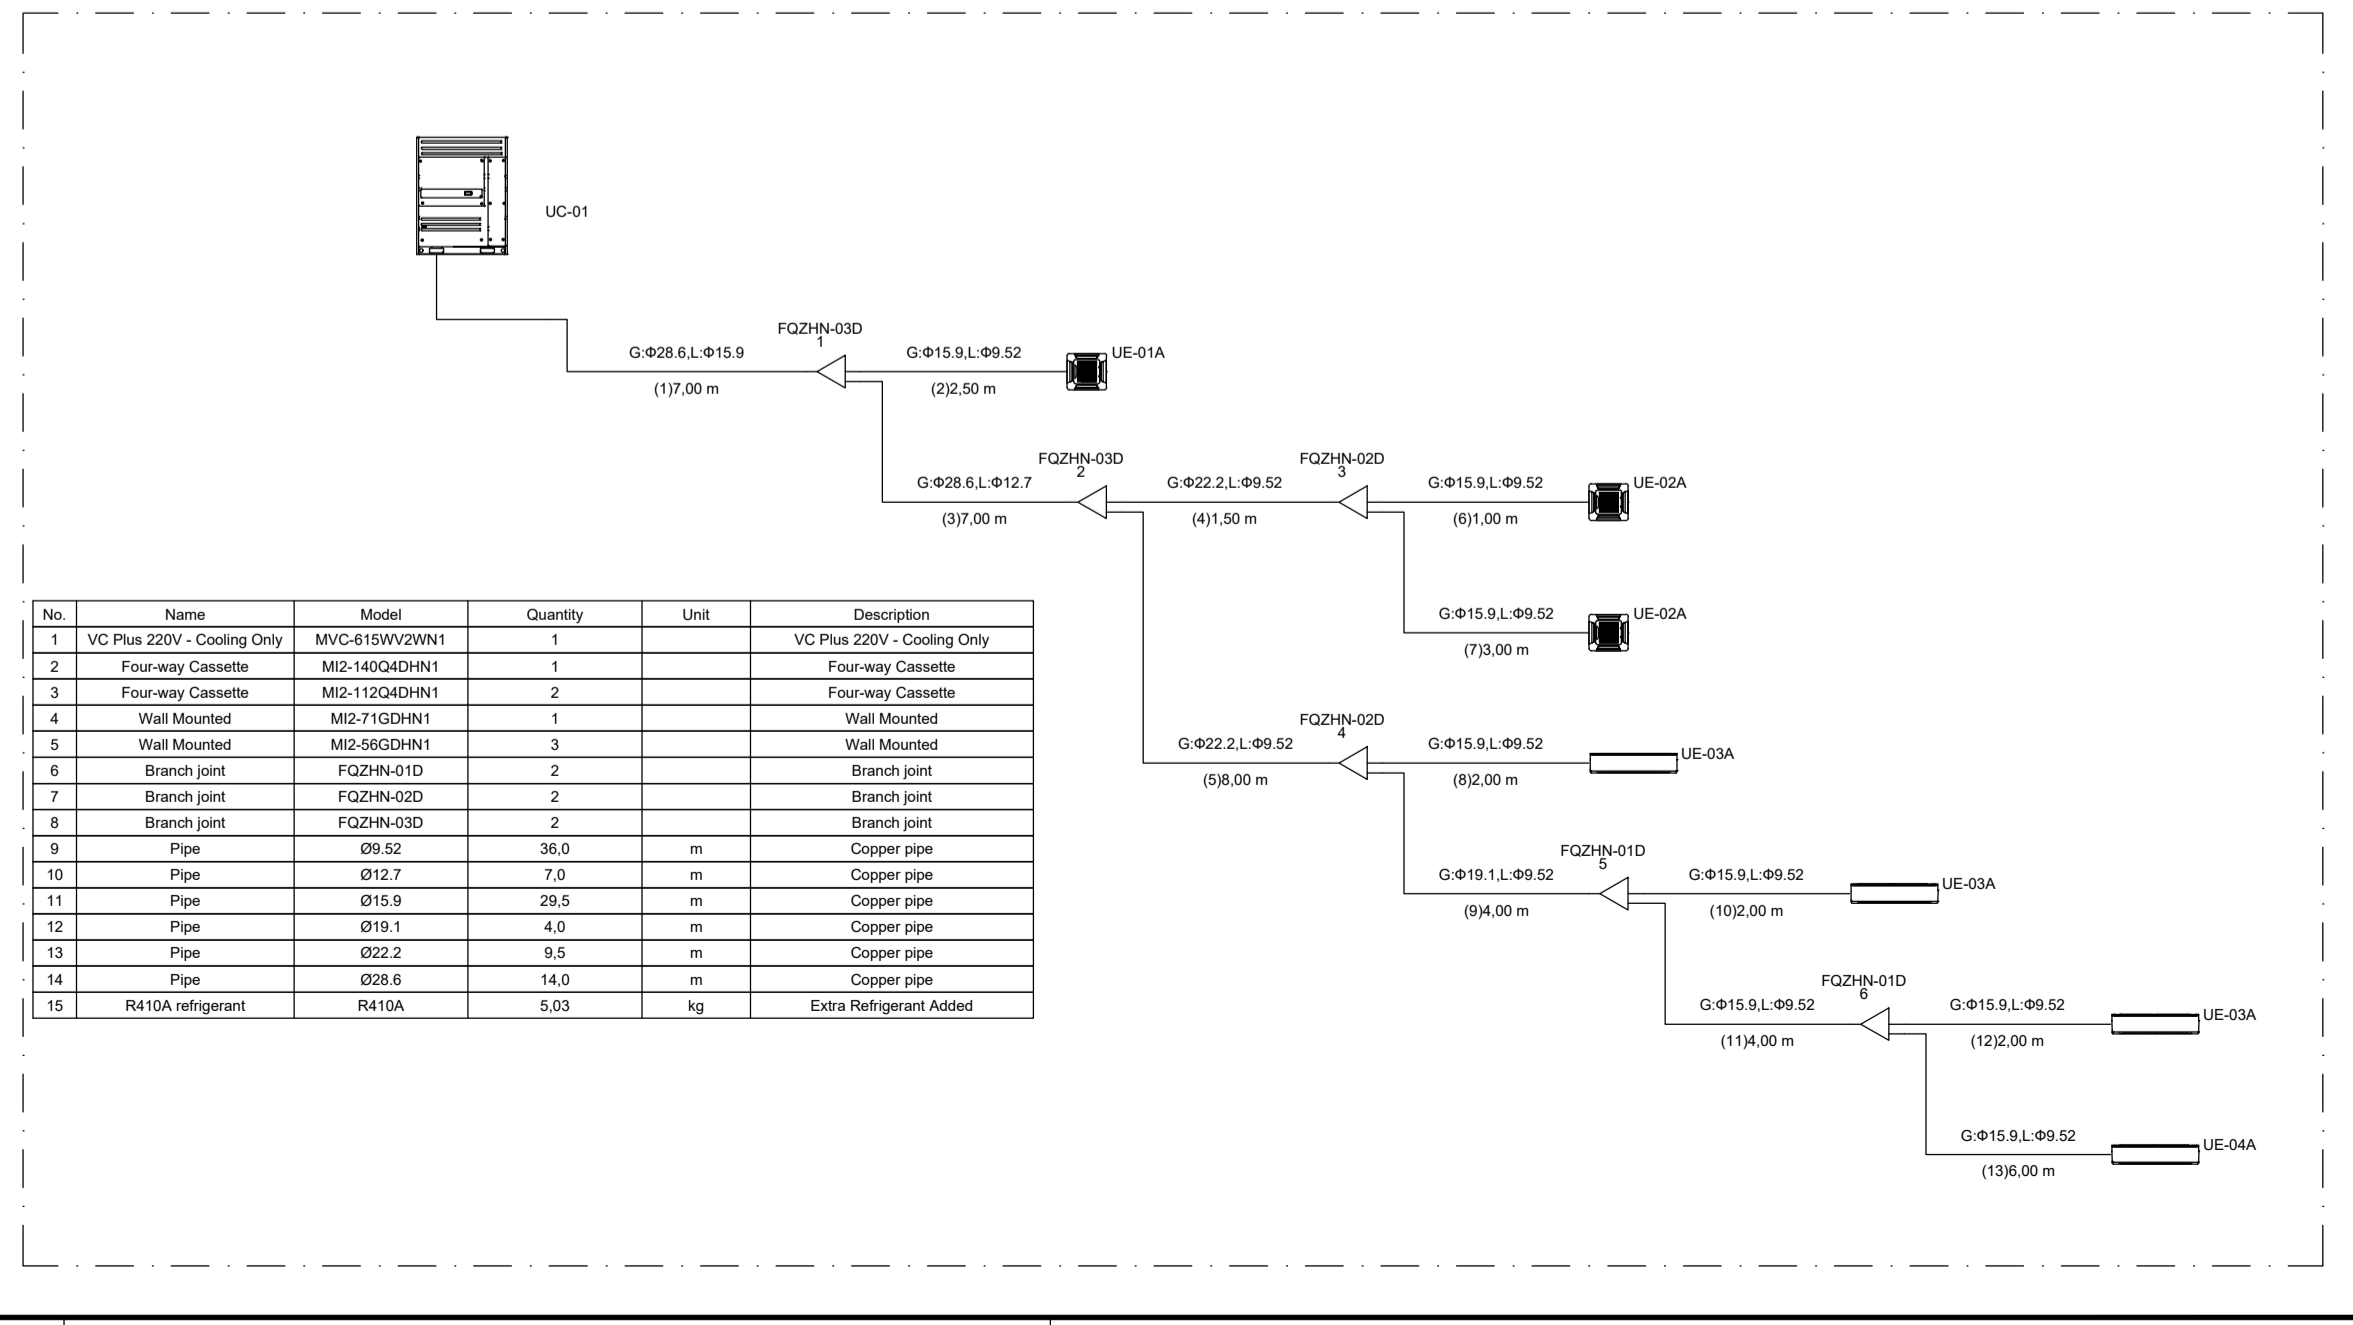 UC-01
FQZHN-03D
1
G:Φ28.6,L:Φ15.9
(1)7,00 m
G:Φ15.9,L:Φ9.52
(2)2,50 m
UE-01A
FQZHN-03D
2
G:Φ28.6,L:Φ12.7
(3)7,00 m
G:Φ22.2,L:Φ9.52
(4)1,50 m
FQZHN-02D
3
G:Φ15.9,L:Φ9.52
(6)1,00 m
UE-02A
G:Φ15.9,L:Φ9.52
(7)3,00 m
UE-02A
G:Φ22.2,L:Φ9.52
(5)8,00 m
FQZHN-02D
4
G:Φ15.9,L:Φ9.52
(8)2,00 m
UE-03A
G:Φ19.1,L:Φ9.52
(9)4,00 m
FQZHN-01D
5
G:Φ15.9,L:Φ9.52
(10)2,00 m
UE-03A
G:Φ15.9,L:Φ9.52
(11)4,00 m
FQZHN-01D
6
G:Φ15.9,L:Φ9.52
(12)2,00 m
UE-03A
G:Φ15.9,L:Φ9.52
(13)6,00 m
UE-04A
No. Name Model Quantity Unit Description
1 VC Plus 220V - Cooling Only MVC-615WV2WN1 1 VC Plus 220V - Cooling Only
2 Four-way Cassette MI2-140Q4DHN1 1 Four-way Cassette
3 Four-way Cassette MI2-112Q4DHN1 2 Four-way Cassette
4 Wall Mounted MI2-71GDHN1 1 Wall Mounted
5 Wall Mounted MI2-56GDHN1 3 Wall Mounted
6 Branch joint FQZHN-01D 2 Branch joint
7 Branch joint FQZHN-02D 2 Branch joint
8 Branch joint FQZHN-03D 2 Branch joint
9 Pipe Ø9.52 36,0 m Copper pipe
10 Pipe Ø12.7 7,0 m Copper pipe
11 Pipe Ø15.9 29,5 m Copper pipe
12 Pipe Ø19.1 4,0 m Copper pipe
13 Pipe Ø22.2 9,5 m Copper pipe
14 Pipe Ø28.6 14,0 m Copper pipe
15 R410A refrigerant R410A 5,03 kg Extra Refrigerant Added